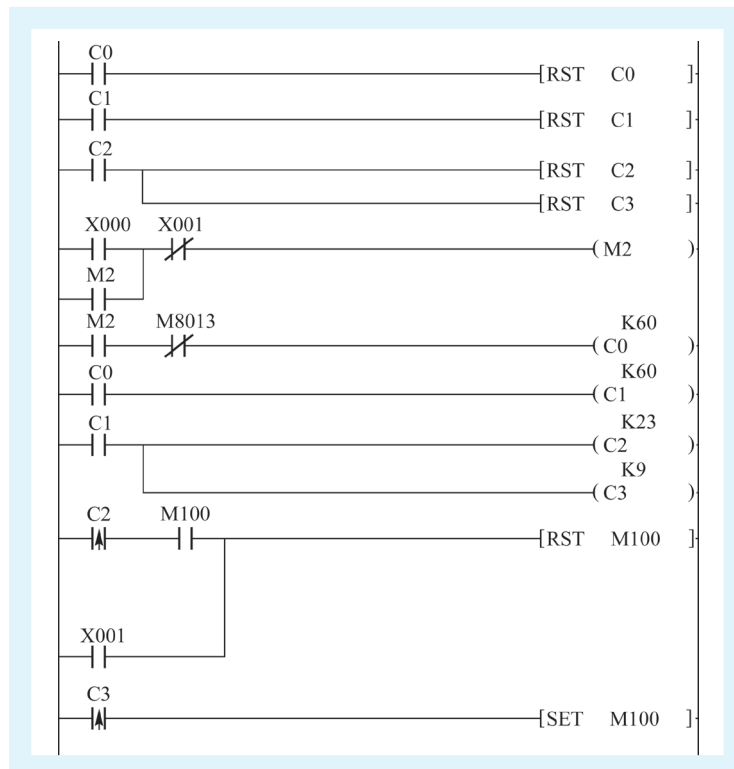 C0
[RST C0 ]
C1
[RST C1 ]
C2
[RST C2 ]
[RST C3 ]
X000 X001
( M2 )
M2
M2 M8013 K60
( C0 )
C0 K60
( C1 )
C1 K23
( C2 )
K9
( C3 )
C2 M100
[RST M100 ]
X001
C3
[SET M100 ]